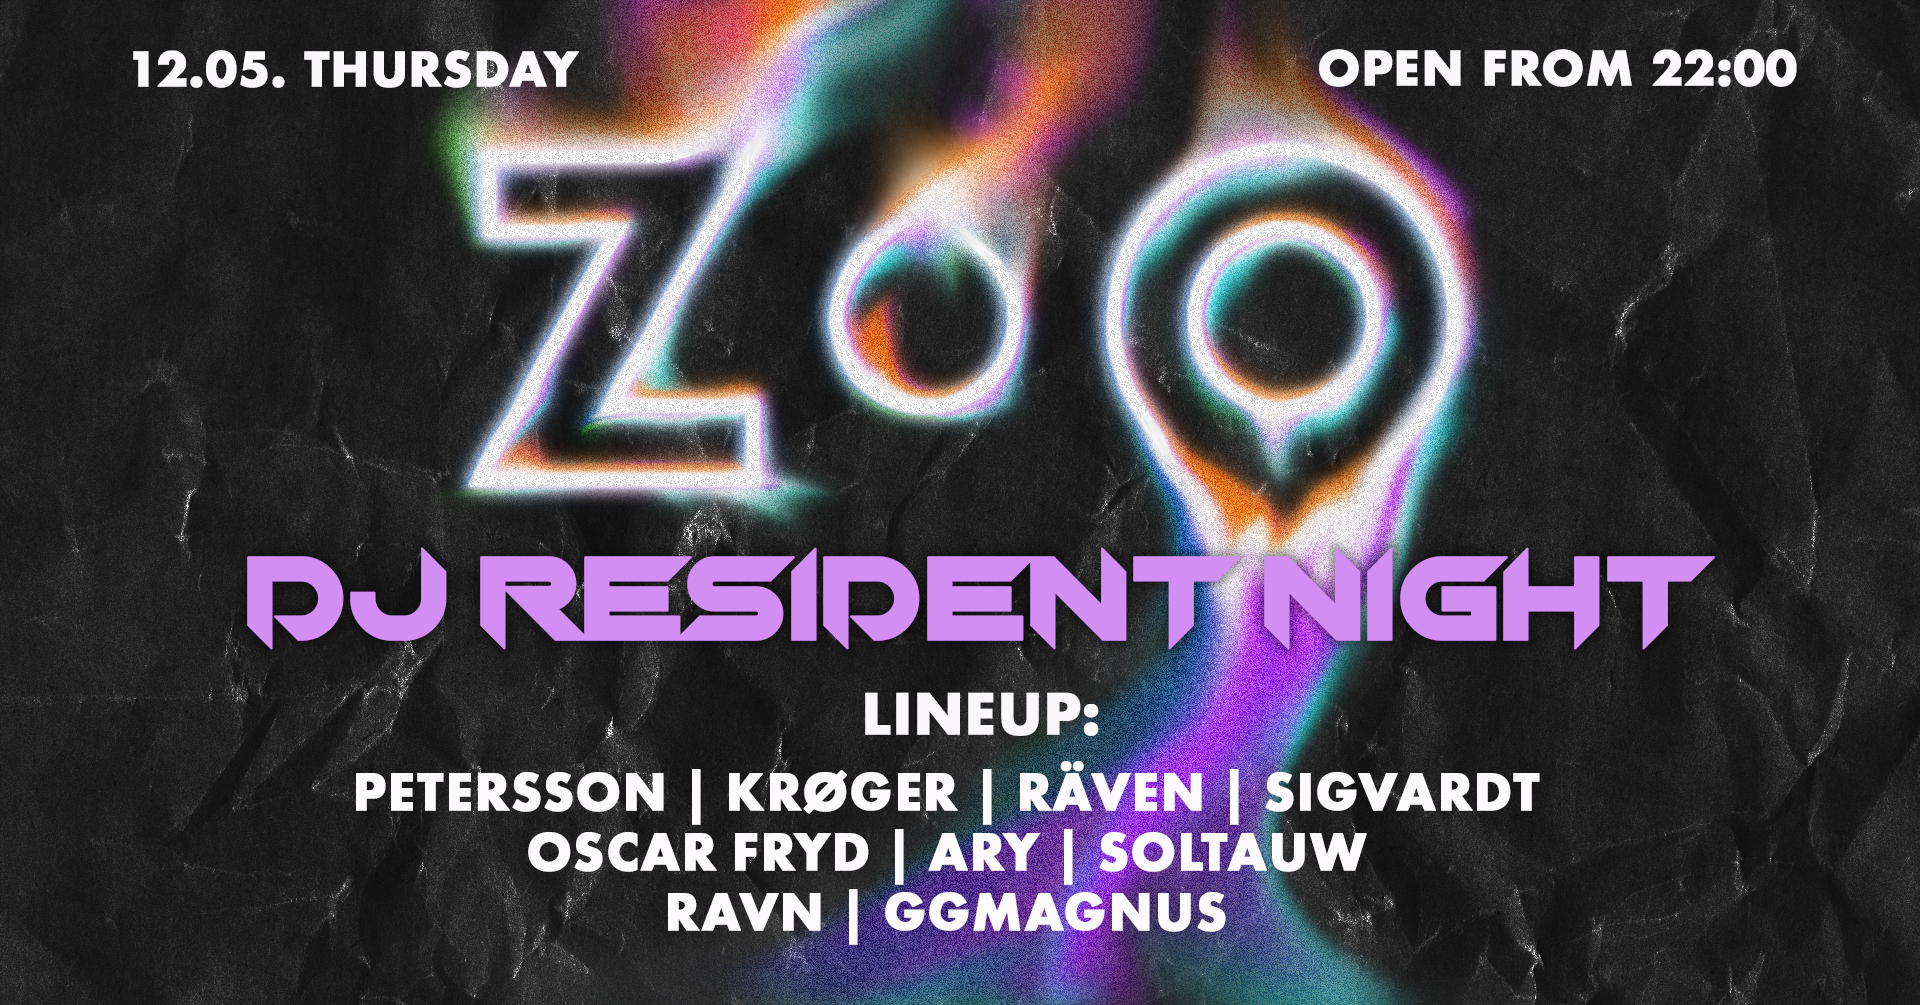 12.05. THURSDAY
OPEN FROM 22:00
ZOO
DJ RESIDENT NIGHT
LINEUP:
PETERSSON | KRØGER | RÄVEN | SIGVARDT
OSCAR FRYD | ARY | SOLTAUW
RAVN | GGMAGNUS